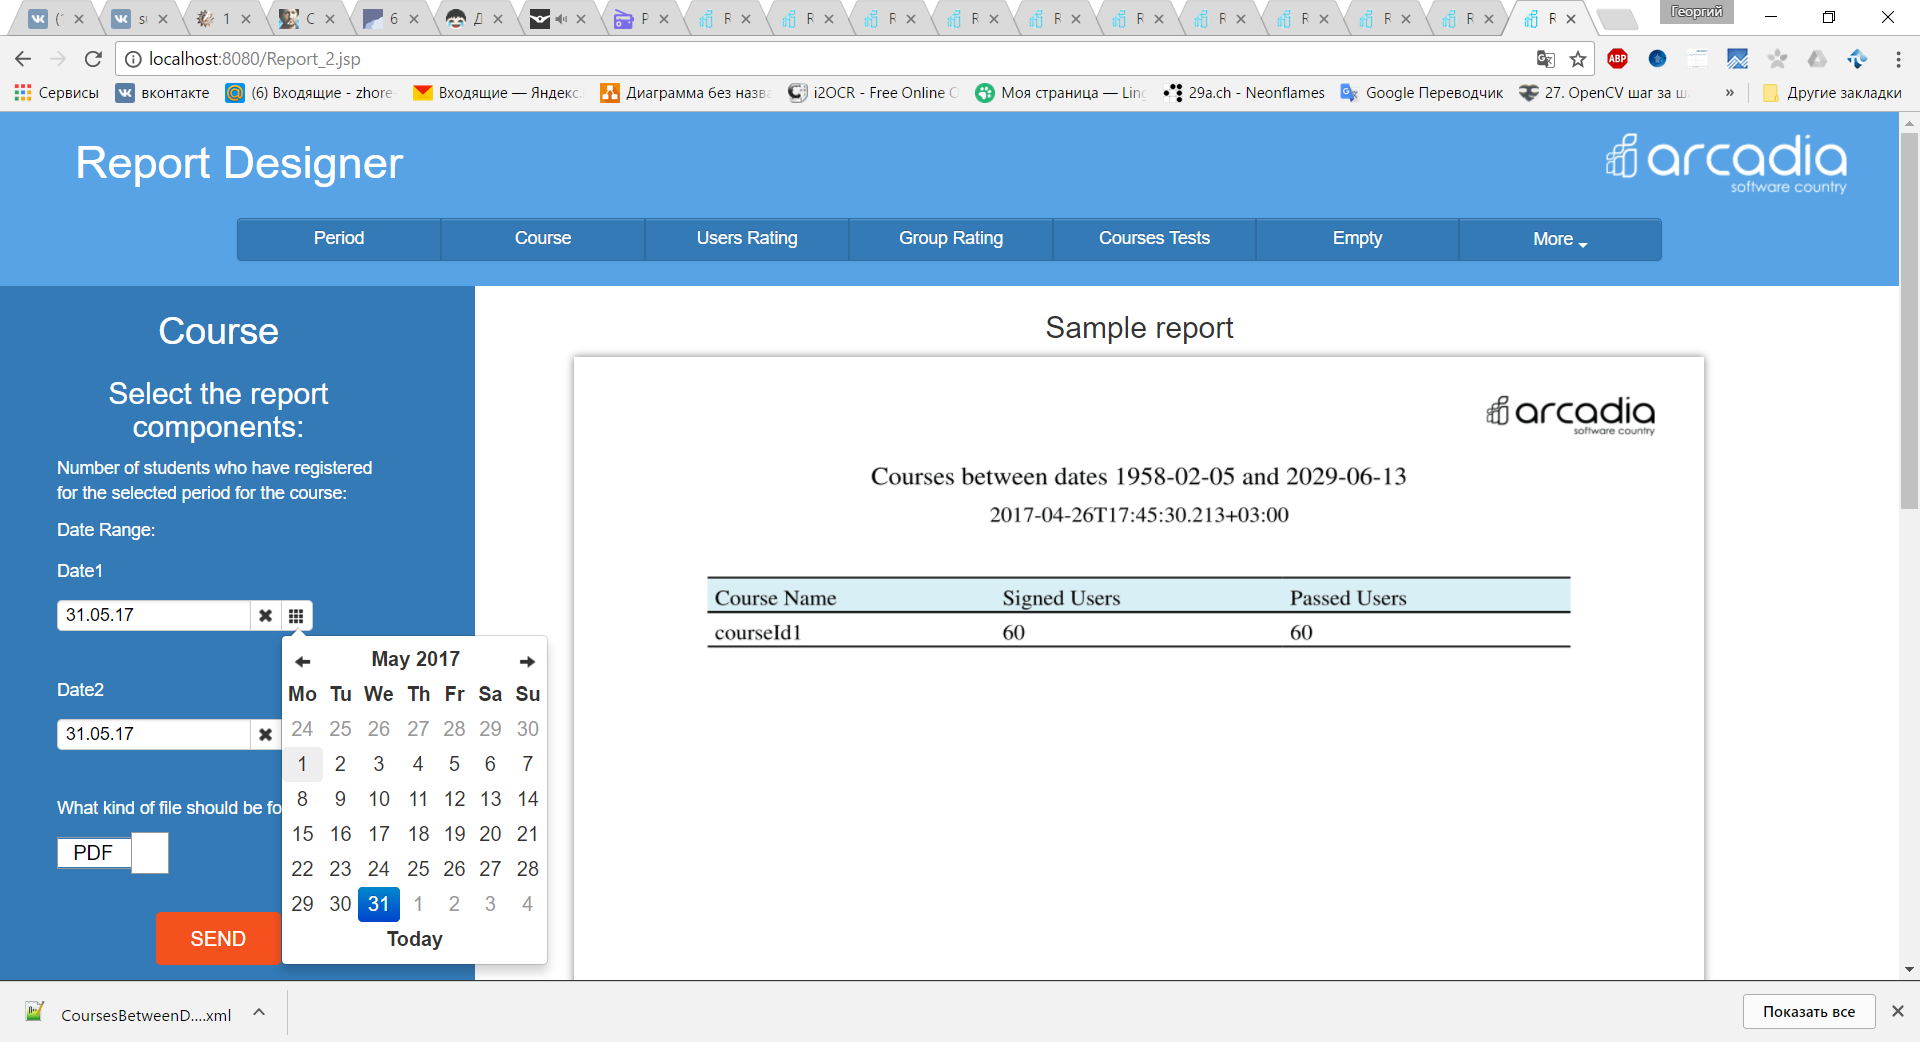 Георгий
localhost:8080/Report_2.jsp
ABP
Сервисы
вконтакте
(6) Входящие - zhore
Входящие — Яндекс.
Диаграмма без назва
i2OCR - Free Online
Моя страница — Lin
29a.ch - Neonflames
Google Переводчик
27. OpenCV шаг за ш
»
Другие закладки
Report Designer
arcadia
software country
Period
Course
Users Rating
Group Rating
Courses Tests
Empty
More
Course
Select the report
components:
Number of students who have registered
for the selected period for the course:
Date Range:
Date1
31.05.17
May 2017
Mo Tu We Th Fr Sa Su
24 25 26 27 28 29 30
1 2 3 4 5 6 7
8 9 10 11 12 13 14
15 16 17 18 19 20 21
22 23 24 25 26 27 28
29 30 31 1 2 3 4
Today
Date2
31.05.17
What kind of file should be fo
PDF
SEND
Sample report
arcadia
software country
Courses between dates 1958-02-05 and 2029-06-13
2017-04-26T17:45:30.213+03:00
Course Name Signed Users Passed Users
courseId1 60 60
CoursesBetweenD....xml
Показать все